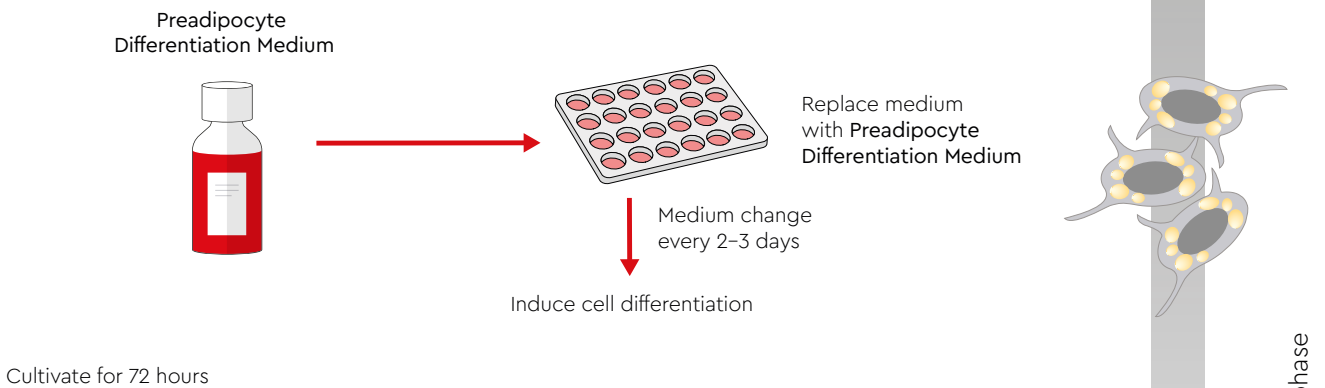 Preadipocyte
Differentiation Medium
Replace medium
with Preadipocyte
Differentiation Medium
Medium change
every 2–3 days
Induce cell differentiation
Cultivate for 72 hours
phase